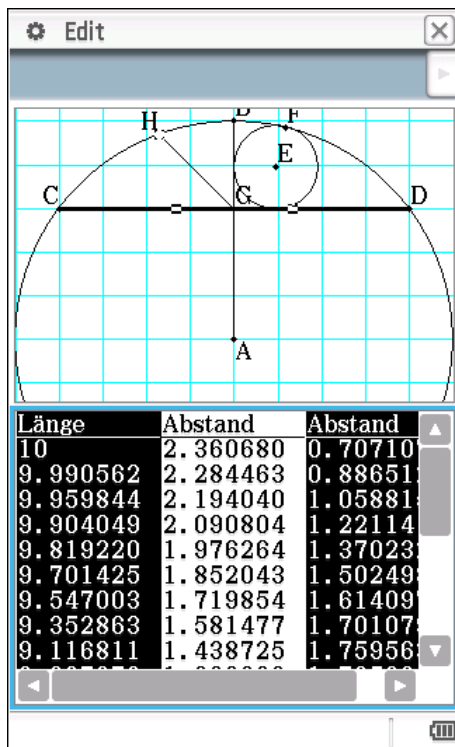 Edit
H F
E
C G D
A
Länge Abstand Abstand
10 2.360680 0.70710
9.990562 2.284463 0.88651
9.959844 2.194040 1.05881
9.904049 2.090804 1.22114
9.819220 1.976264 1.37023
9.701425 1.852043 1.50249
9.547003 1.719854 1.61409
9.352863 1.581477 1.70107
9.116811 1.438725 1.75956